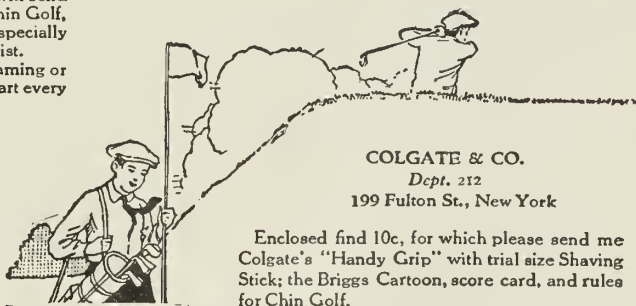 hin Golf,
specially
ist.
aming or
art every
COLGATE & CO.
Dept. 212
199 Fulton St., New York
Enclosed find 10c, for which please send me
Colgate's "Handy Grip" with trial size Shaving
Stick; the Briggs Cartoon, score card, and rules
for Chin Golf.